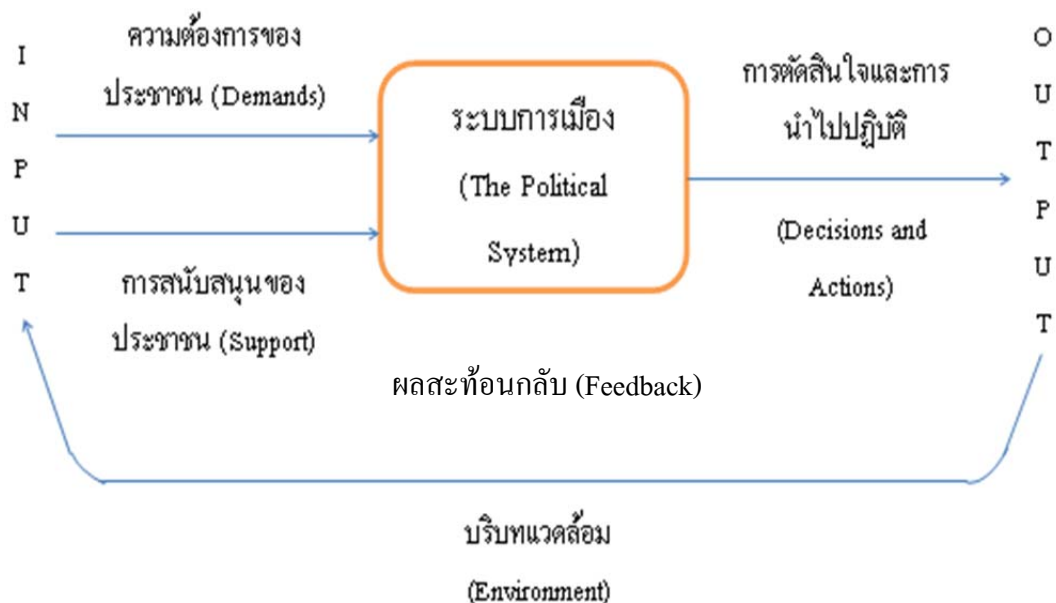 INPUT
ความต้องการของ
ประชาชน (Demands)
การสนับสนุนของ
ประชาชน (Support)
ระบบการเมือง
(The Political
System)
การตัดสินใจและการ
นำไปปฏิบัติ
(Decisions and
Actions)
OUTPUT
ผลสะท้อนกลับ (Feedback)
บริบทแวดล้อม
(Environment)